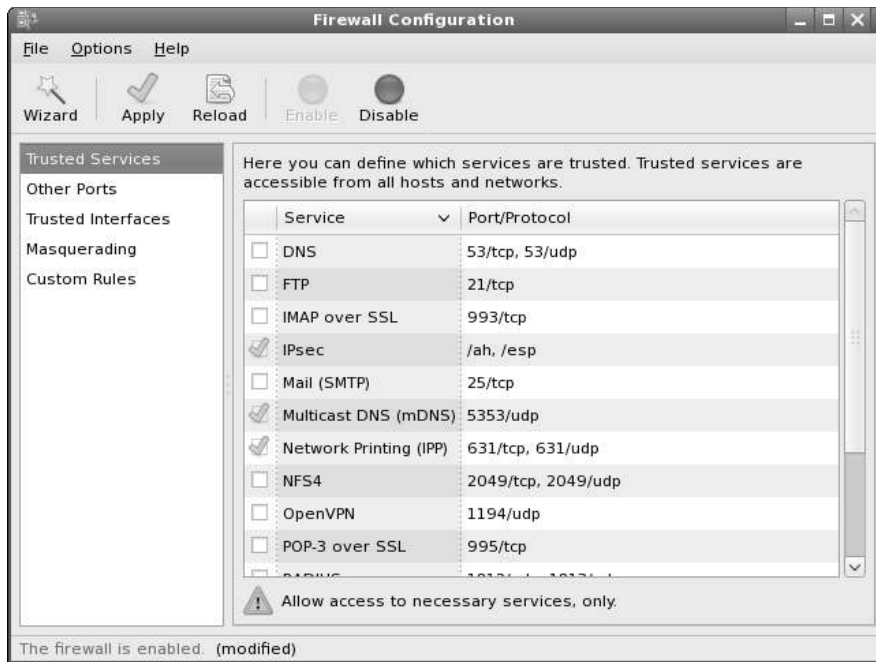 Firewall Configuration
File Options Help
Wizard Apply Reload Enable Disable
Trusted Services
Other Ports
Trusted Interfaces
Masquerading
Custom Rules
Here you can define which services are trusted. Trusted services are
accessible from all hosts and networks.
Service Port/Protocol
DNS 53/tcp, 53/udp
FTP 21/tcp
IMAP over SSL 993/tcp
IPsec /ah, /esp
Mail (SMTP) 25/tcp
Multicast DNS (mDNS) 5353/udp
Network Printing (IPP) 631/tcp, 631/udp
NFS4 2049/tcp, 2049/udp
OpenVPN 1194/udp
POP-3 over SSL 995/tcp
Allow access to necessary services, only.
The firewall is enabled. (modified)